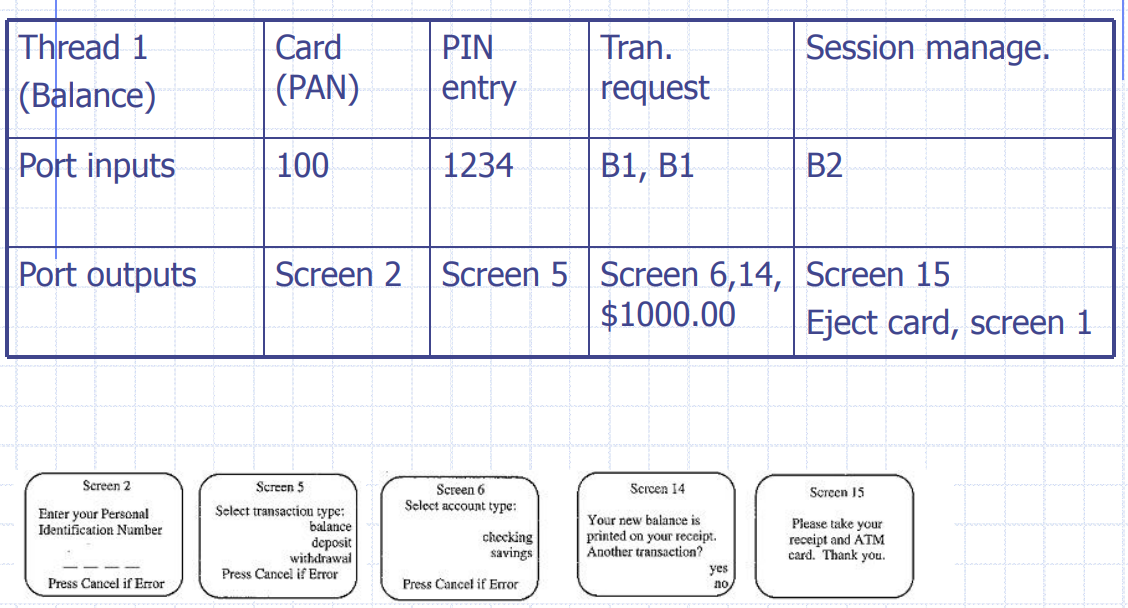 Thread 1
(Balance)
Card
(PAN)
PIN
entry
Tran.
request
Session manage.
Port inputs
100
1234
B1, B1
B2
Port outputs
Screen 2
Screen 5
Screen 6,14,
$1000.00
Screen 15
Eject card, screen 1
Screen 2
Enter your Personal
Identification Number
_ _ _ _
Press Cancel if Error
Screen 5
Select transaction type:
balance
deposit
withdrawal
Press Cancel if Error
Screen 6
Select account type:
checking
savings
Press Cancel if Error
Screen 14
Your new balance is
printed on your receipt.
Another transaction?
yes
no
Screen 15
Please take your
receipt and ATM
card. Thank you.